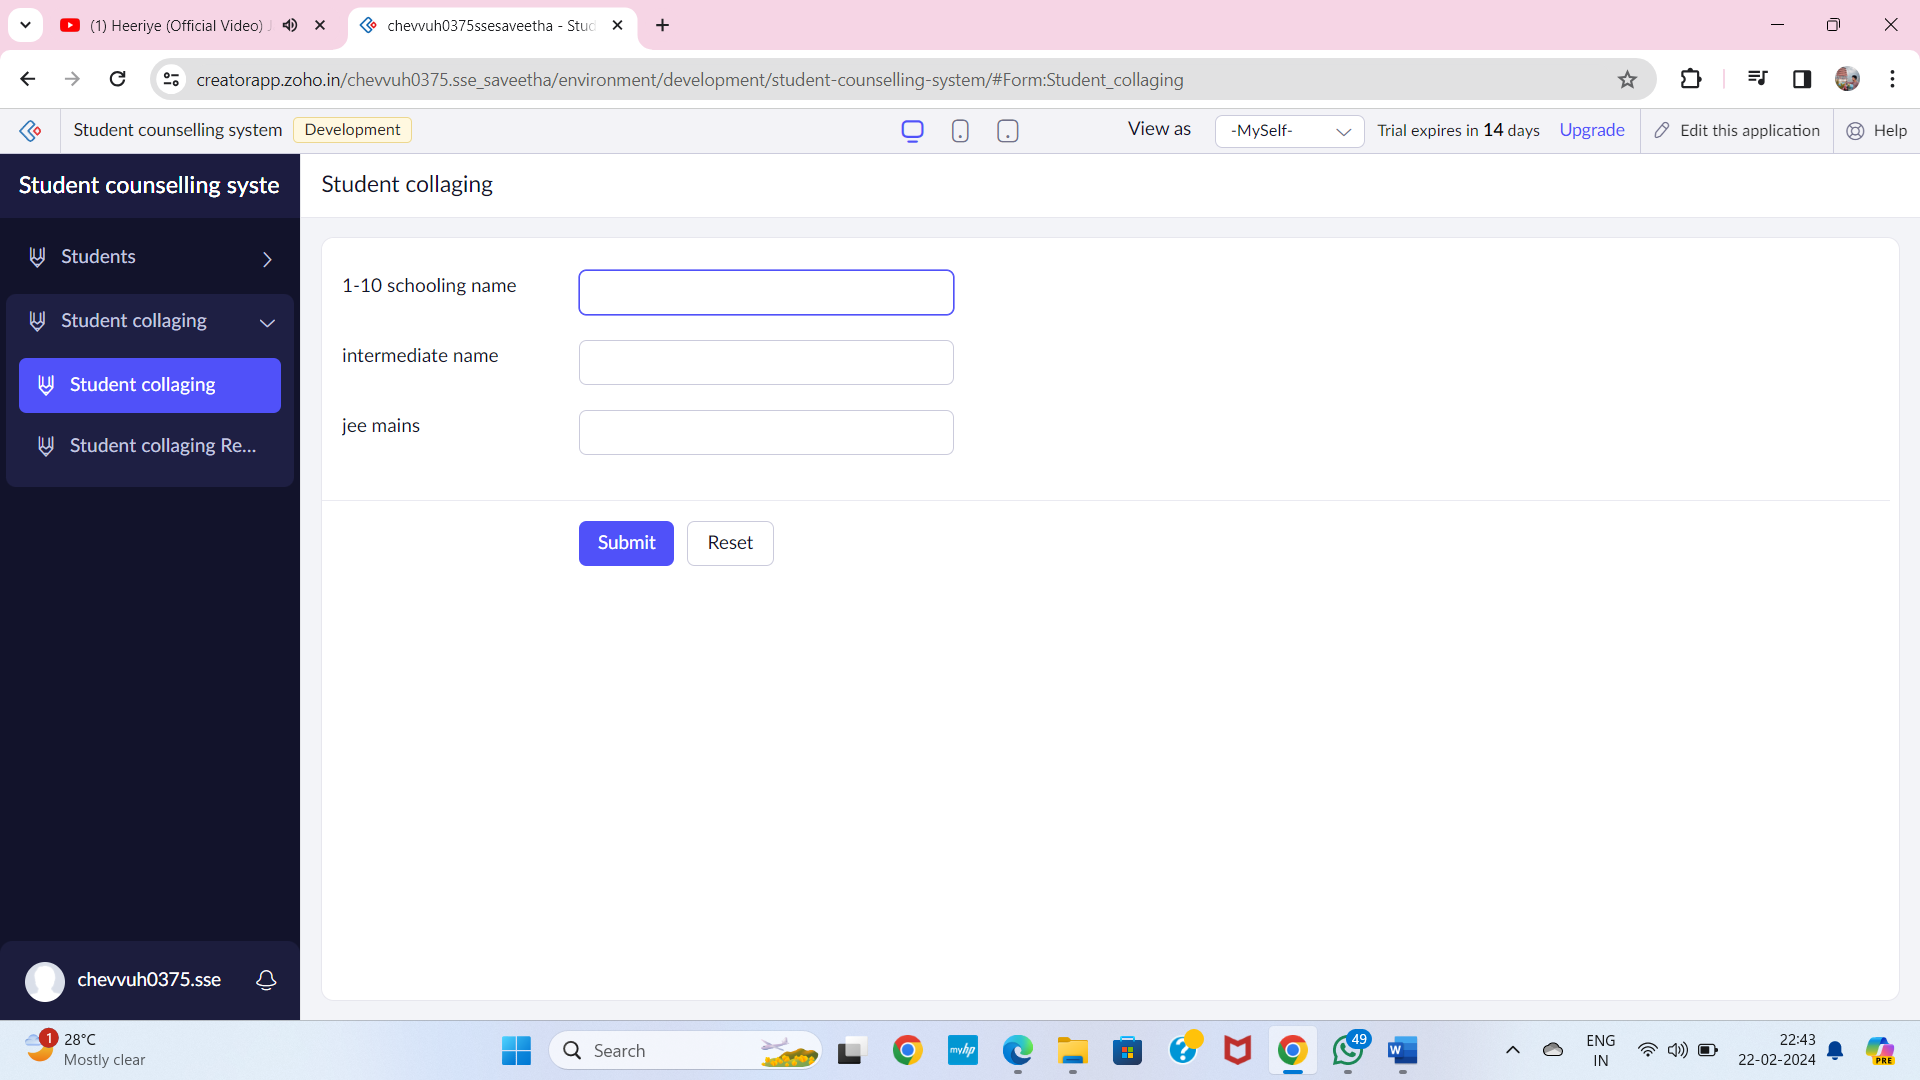 (1) Heeriye (Official Video)
chevvuh0375ssesaveetha - Stud
creatorapp.zoho.in/chevvuh0375.sse_saveetha/environment/development/student-counselling-system/#Form:Student_collaging
Student counselling system Development View as -MySelf- Trial expires in 14 days Upgrade Edit this application Help
Student counselling syste
Students
Student collaging
Student collaging
Student collaging Re...
chevvuh0375.sse
Student collaging
1-10 schooling name
intermediate name
jee mains
Submit Reset
1
28°C
Mostly clear
Search
myhp
49
W
ENG
IN
22:43
22-02-2024
PRE